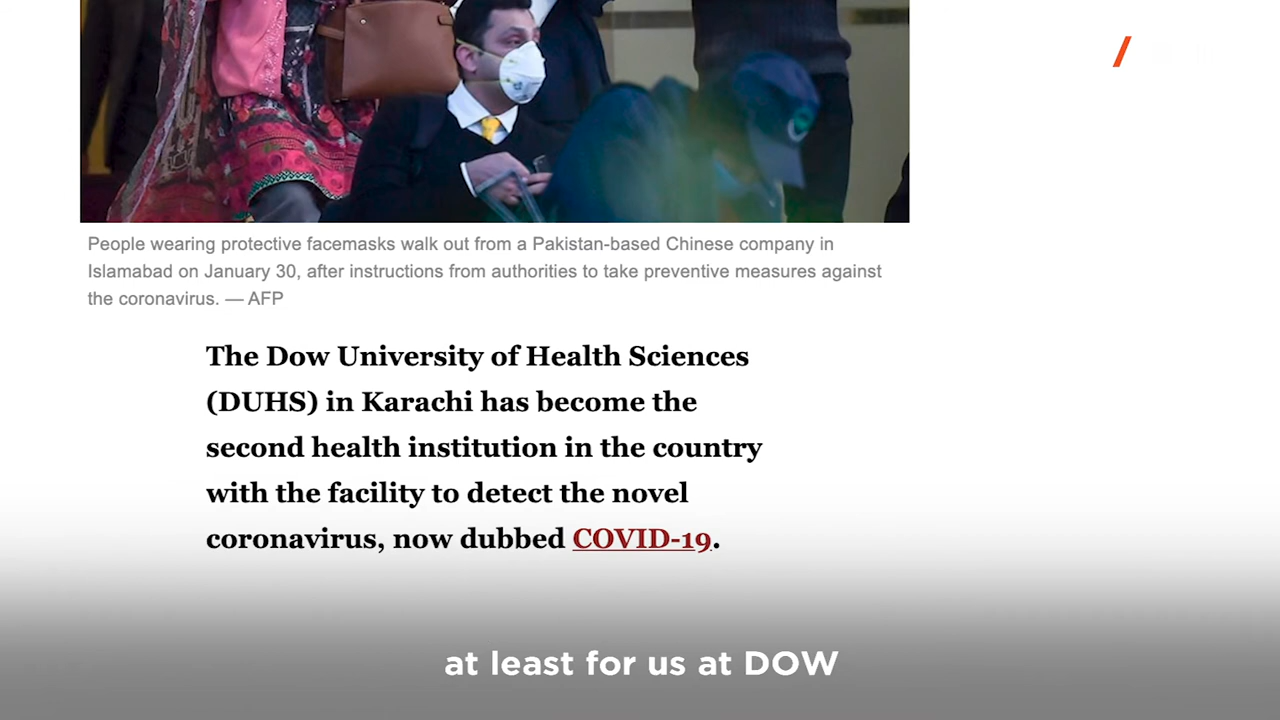 People wearing protective facemasks walk out from a Pakistan-based Chinese company in
Islamabad on January 30, after instructions from authorities to take preventive measures against
the coronavirus. — AFP
The Dow University of Health Sciences
(DUHS) in Karachi has become the
second health institution in the country
with the facility to detect the novel
coronavirus, now dubbed COVID-19.
at least for us at DOW